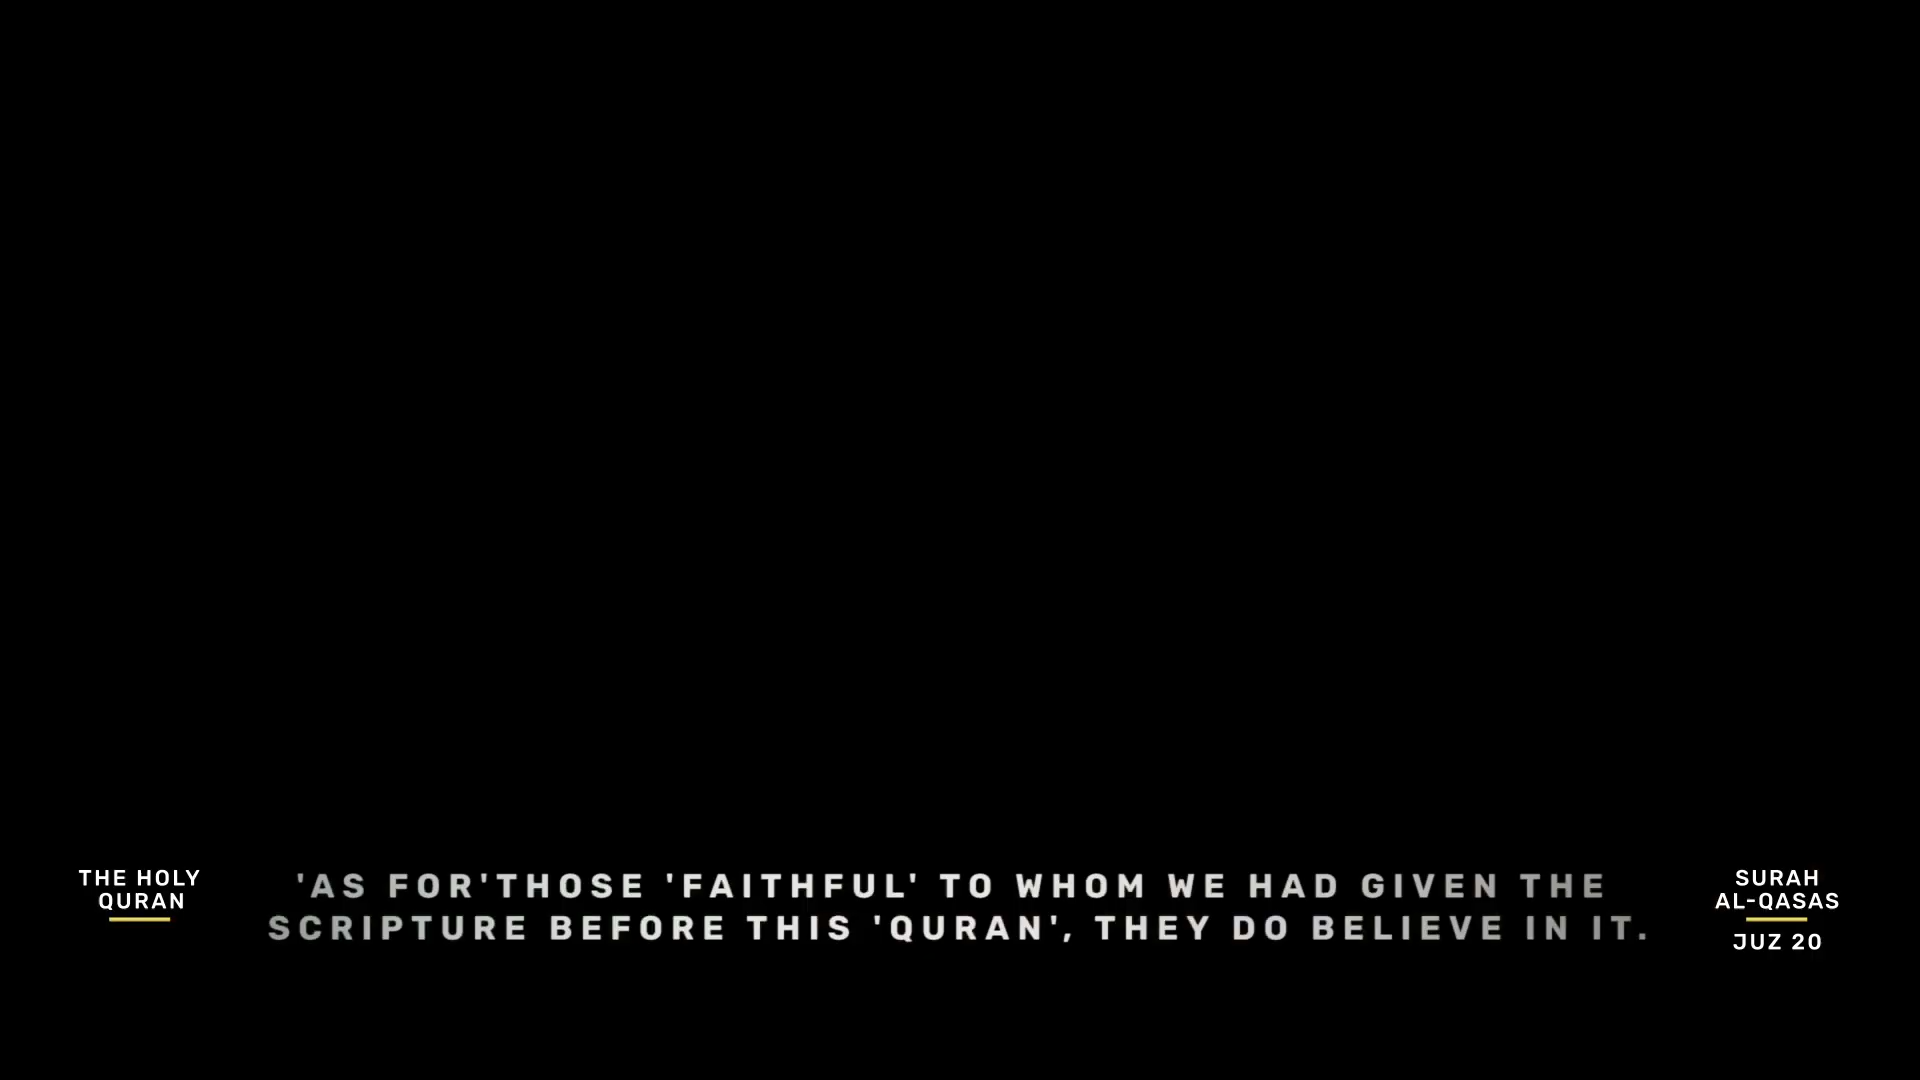 THE HOLY
QURAN
'AS FOR'THOSE 'FAITHFUL' TO WHOM WE HAD GIVEN THE
SCRIPTURE BEFORE THIS 'QURAN', THEY DO BELIEVE IN IT.
SURAH
AL-QASAS
JUZ 20